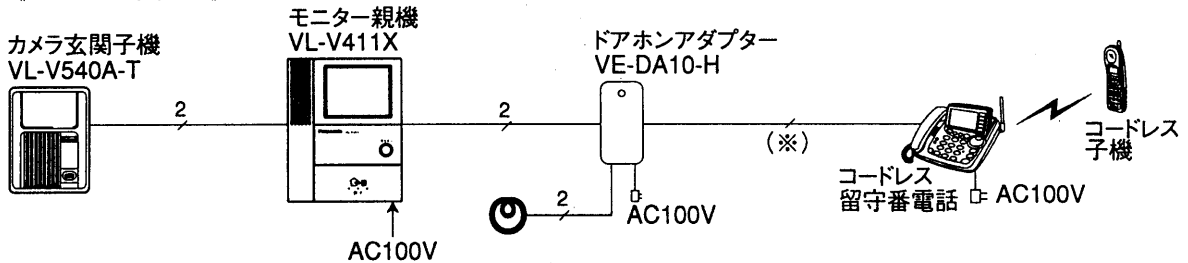 カメラ玄関子機
VL-V540A-T
2
モニター親機
VL-V411X
Panasonic
AC100V
2
ドアホンアダプター
VE-DA10-H
2
AC100V
(※)
コードレス
留守番電話
AC100V
コードレス
子機